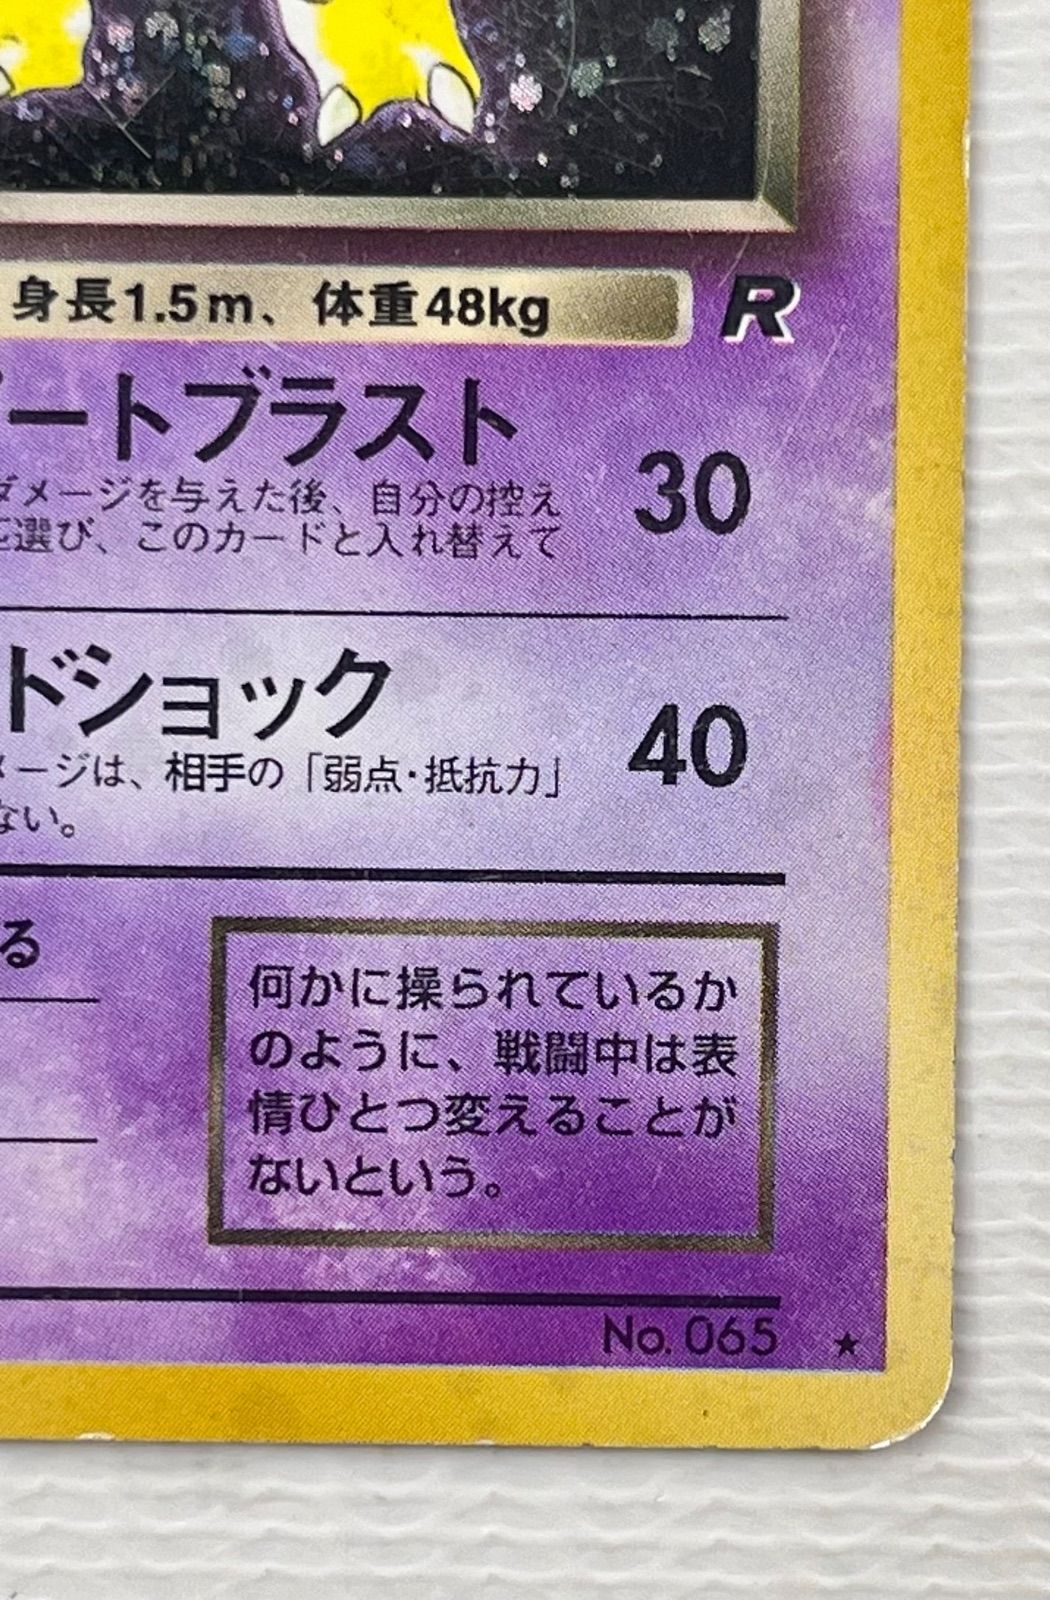 身長1.5m、体重48kg R
ートブラスト 30
ダメージを与えた後、自分の控え
選び、このカードと入れ替えて
ドショック 40
メージは、相手の「弱点・抵抗力」
ない。
る
何かに操られているか
のように、戦闘中は表
情ひとつ変えることが
ないという。
No. 065 ★